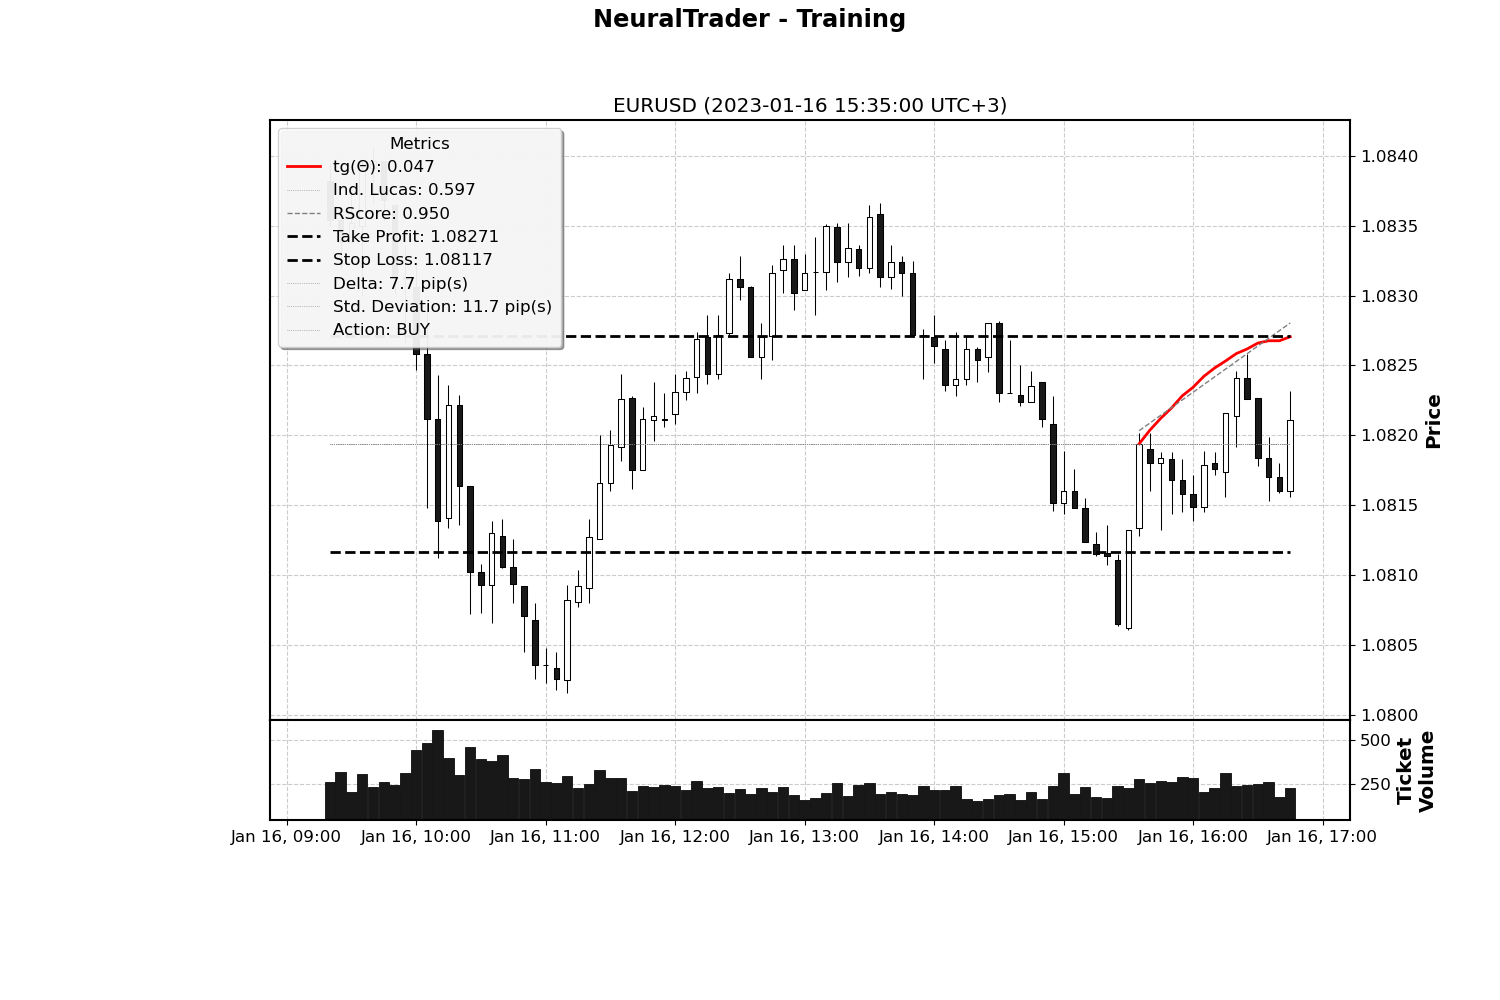 NeuralTrader - Training
EURUSD (2023-01-16 15:35:00 UTC+3)
Metrics
tg(Θ): 0.047
Ind. Lucas: 0.597
RScore: 0.950
Take Profit: 1.08271
Stop Loss: 1.08117
Delta: 7.7 pip(s)
Std. Deviation: 11.7 pip(s)
Action: BUY
1.0840
1.0835
1.0830
1.0825
1.0820
1.0815
1.0810
1.0805
1.0800
Price
500
250
Ticket
Volume
Jan 16, 09:00
Jan 16, 10:00
Jan 16, 11:00
Jan 16, 12:00
Jan 16, 13:00
Jan 16, 14:00
Jan 16, 15:00
Jan 16, 16:00
Jan 16, 17:00